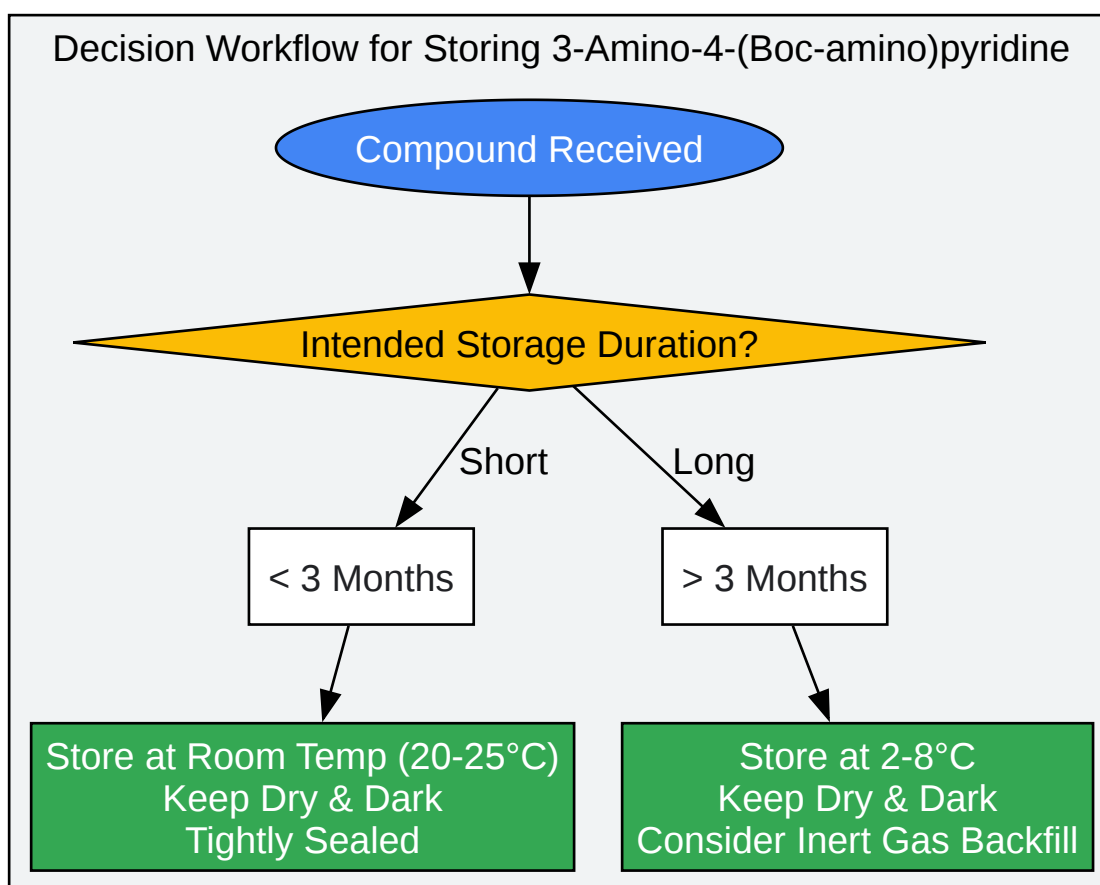 Decision Workflow for Storing 3-Amino-4-(Boc-amino)pyridine
Compound Received
Intended Storage Duration?
Short
Long
< 3 Months
> 3 Months
Store at Room Temp (20-25°C)
Keep Dry & Dark
Tightly Sealed
Store at 2-8°C
Keep Dry & Dark
Consider Inert Gas Backfill